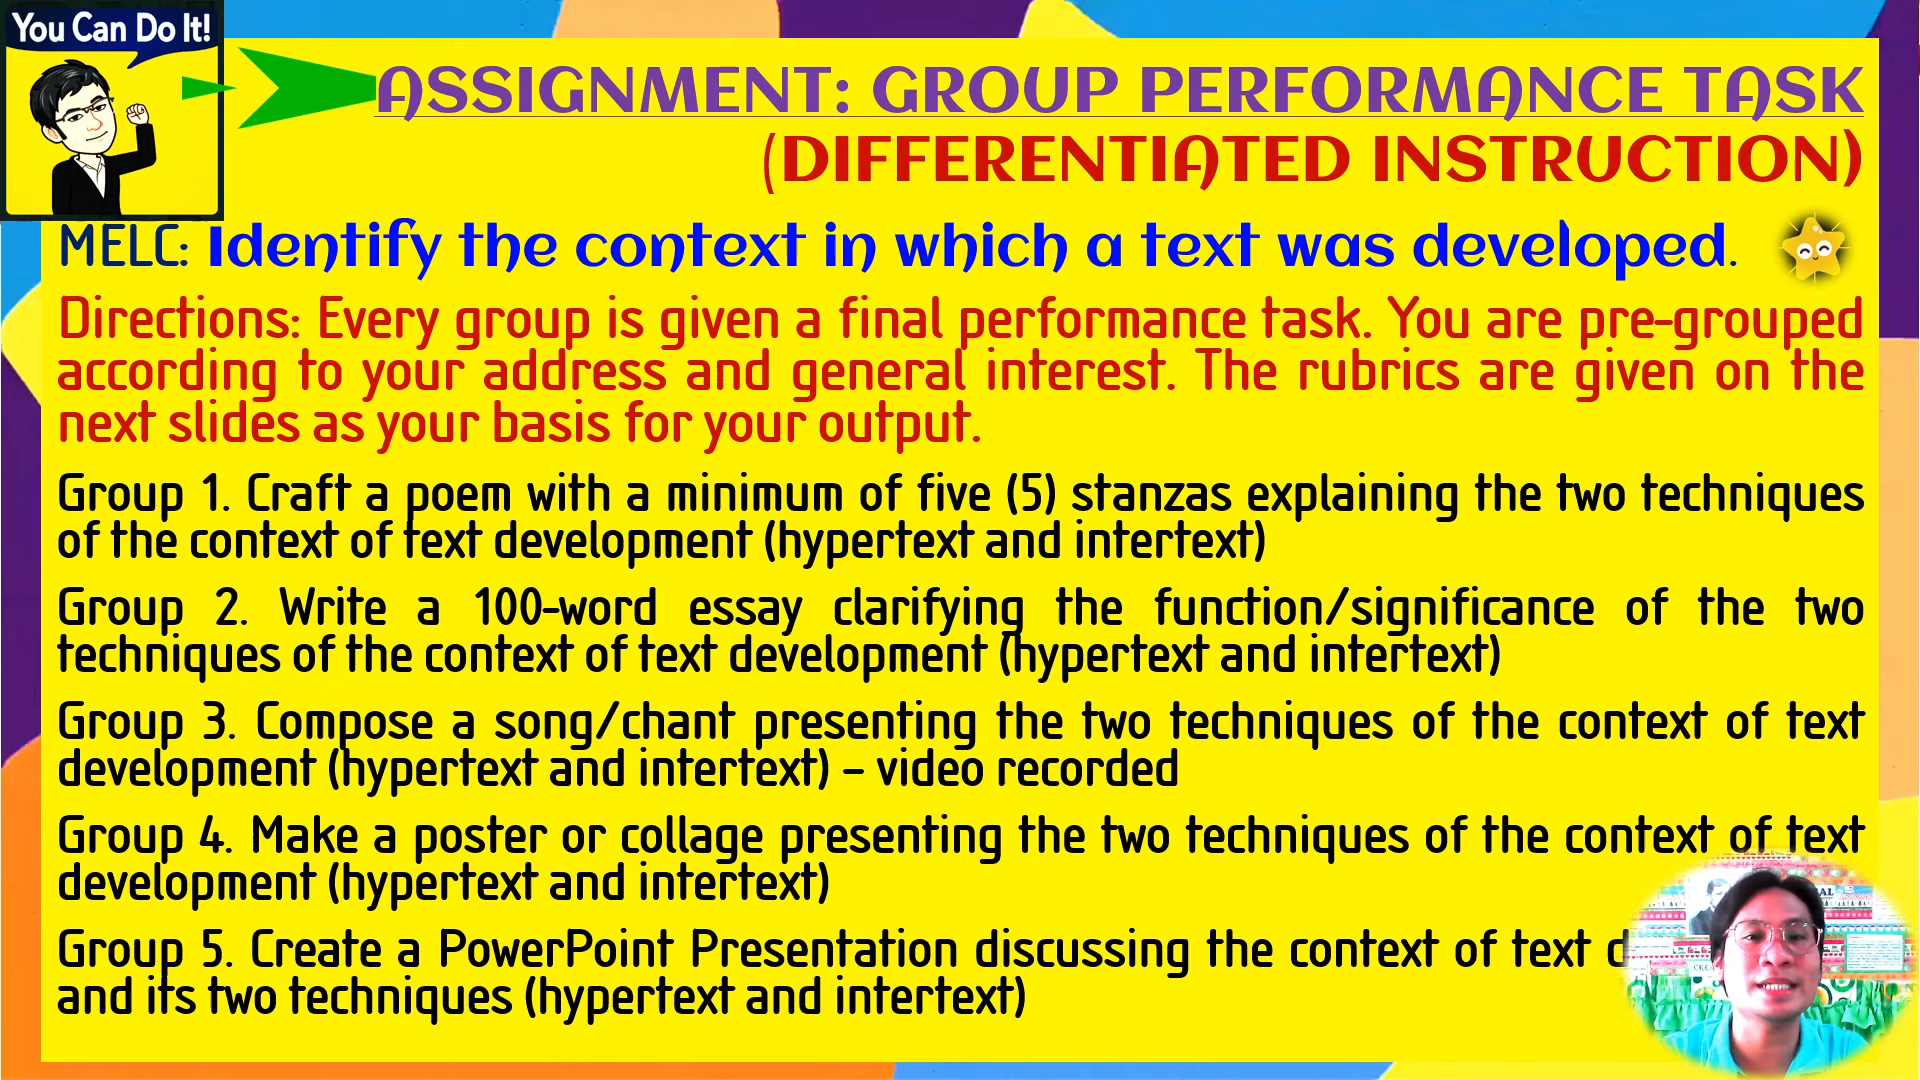 You Can Do It!
ASSIGNMENT: GROUP PERFORMANCE TASK
(DIFFERENTIATED INSTRUCTION)
MELC: Identify the context in which a text was developed.
Directions: Every group is given a final performance task. You are pre-grouped
according to your address and general interest. The rubrics are given on the
next slides as your basis for your output.
Group 1. Craft a poem with a minimum of five (5) stanzas explaining the two techniques
of the context of text development (hypertext and intertext)
Group 2. Write a 100-word essay clarifying the function/significance of the two
techniques of the context of text development (hypertext and intertext)
Group 3. Compose a song/chant presenting the two techniques of the context of text
development (hypertext and intertext) – video recorded
Group 4. Make a poster or collage presenting the two techniques of the context of text
development (hypertext and intertext)
Group 5. Create a PowerPoint Presentation discussing the context of text
and its two techniques (hypertext and intertext)